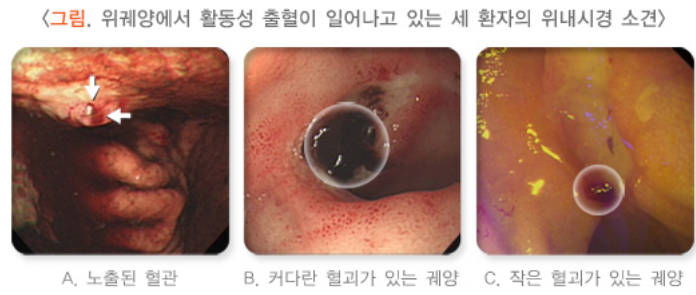 <그림. 위궤양에서 활동성 출혈이 일어나고 있는 세 환자의 위내시경 소견>
A. 노출된 혈관
B. 커다란 혈괴가 있는 궤양
C. 작은 혈괴가 있는 궤양